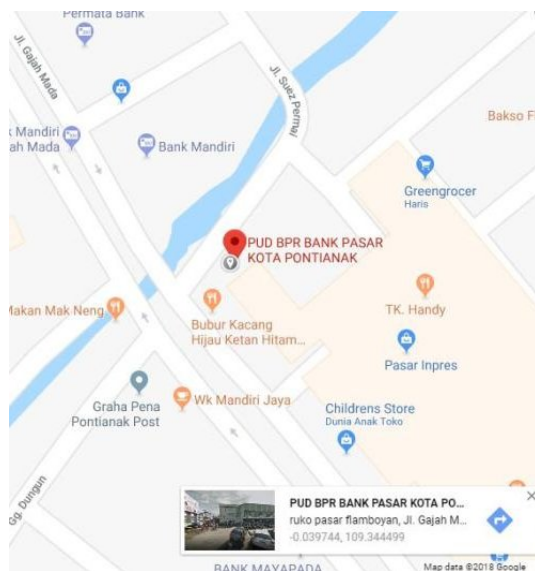 Permata Bank
Jl. Gajah Mada
Jl. Suez Permai
Bakso
Mandiri
Mada
Bank Mandiri
Greengrocer
Haris
PUD BPR BANK PASAR
KOTA PONTIANAK
Makan Mak Neng
Bubur Kacang
Hijau Ketan Hitam...
TK. Handy
Pasar Inpres
Graha Pena
Pontianak Post
Wk Mandiri Jaya
Childrens Store
Dunia Anak Toko
Gg. Dungun
PUD BPR BANK PASAR KOTA PO...
ruko pasar flamboyan, Jl. Gajah M...
-0.039744, 109.344499
BANK MAYAPADA
Map data ©2018 Google